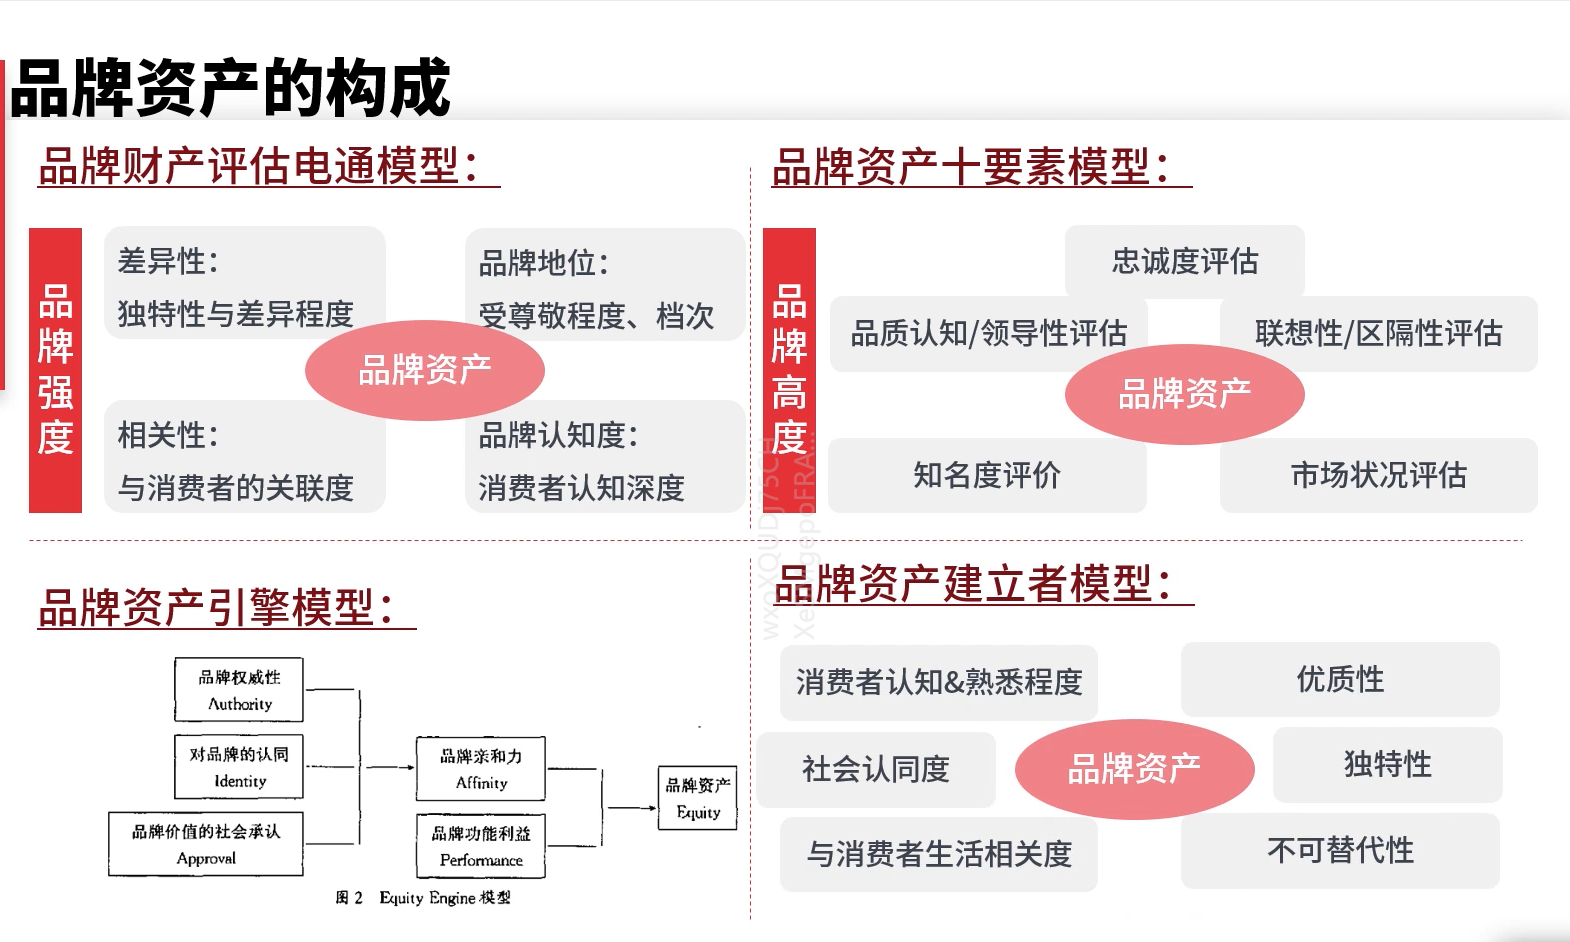 品牌资产的构成
品牌财产评估电通模型：
品牌强度
差异性：
独特性与差异程度
品牌地位：
受尊敬程度、档次
品牌资产
相关性：
与消费者的关联度
品牌认知度：
消费者认知深度
品牌资产十要素模型：
品牌高度
忠诚度评估
品质认知/领导性评估
联想性/区隔性评估
品牌资产
知名度评价
市场状况评估
品牌资产引擎模型：
品牌权威性
Authority
对品牌的认同
Identity
品牌价值的社会承认
Approval
品牌亲和力
Affinity
品牌功能利益
Performance
品牌资产
Equity
图 2 Equity Engine 模型
品牌资产建立者模型：
消费者认知&熟悉程度
优质性
社会认同度
品牌资产
独特性
与消费者生活相关度
不可替代性